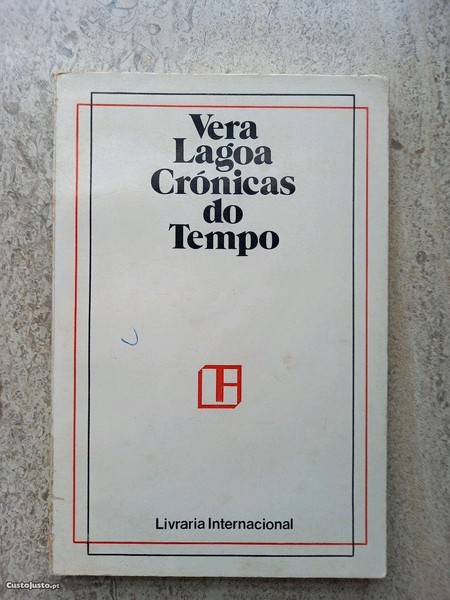 Vera
Lagoa
Crónicas
do
Tempo
Livraria Internacional
CustoJusto.pt